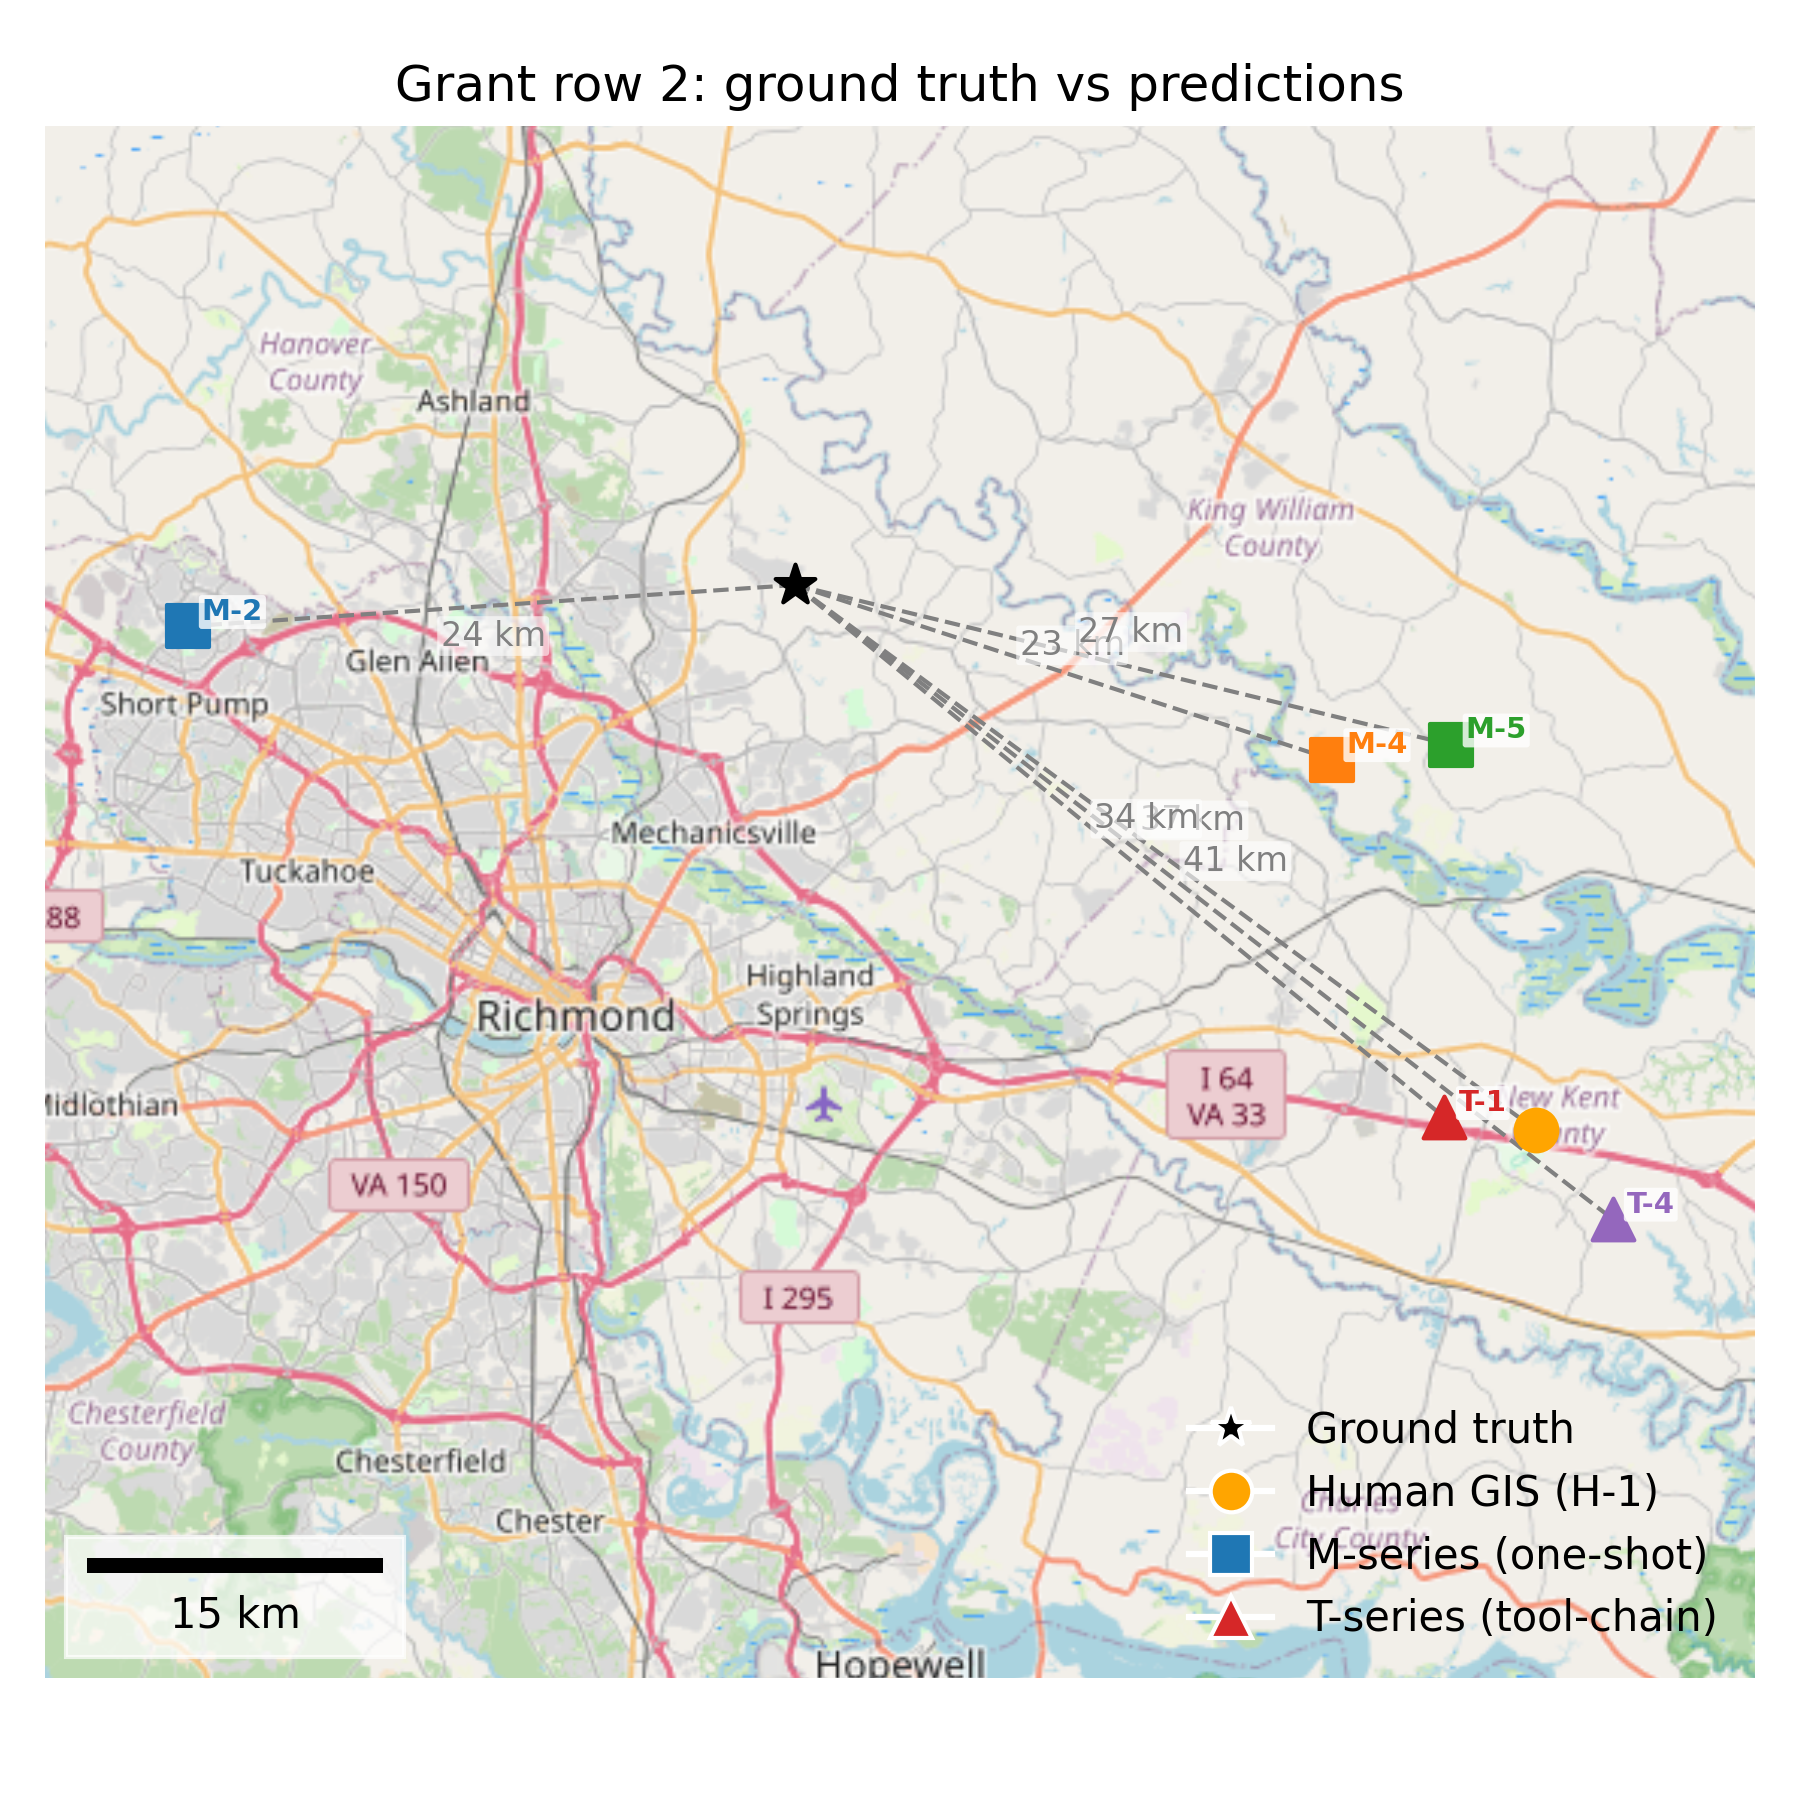 Grant row 2: ground truth vs predictions
Hanover
County
Ashland
King William
County
M-2
24 km
27 km
23 km
Glen Allen
Short Pump
M-5
M-4
34 km
37 km
41 km
Mechanicsville
Tuckahoe
88
Highland
Springs
Richmond
I 64
VA 33
T-1
New Kent
Midlothian
T-4
VA 150
I 295
Chesterfield
County
Chesterfield
Chester
Charles
City County
Hopewell
Ground truth
Human GIS (H-1)
M-series (one-shot)
T-series (tool-chain)
15 km